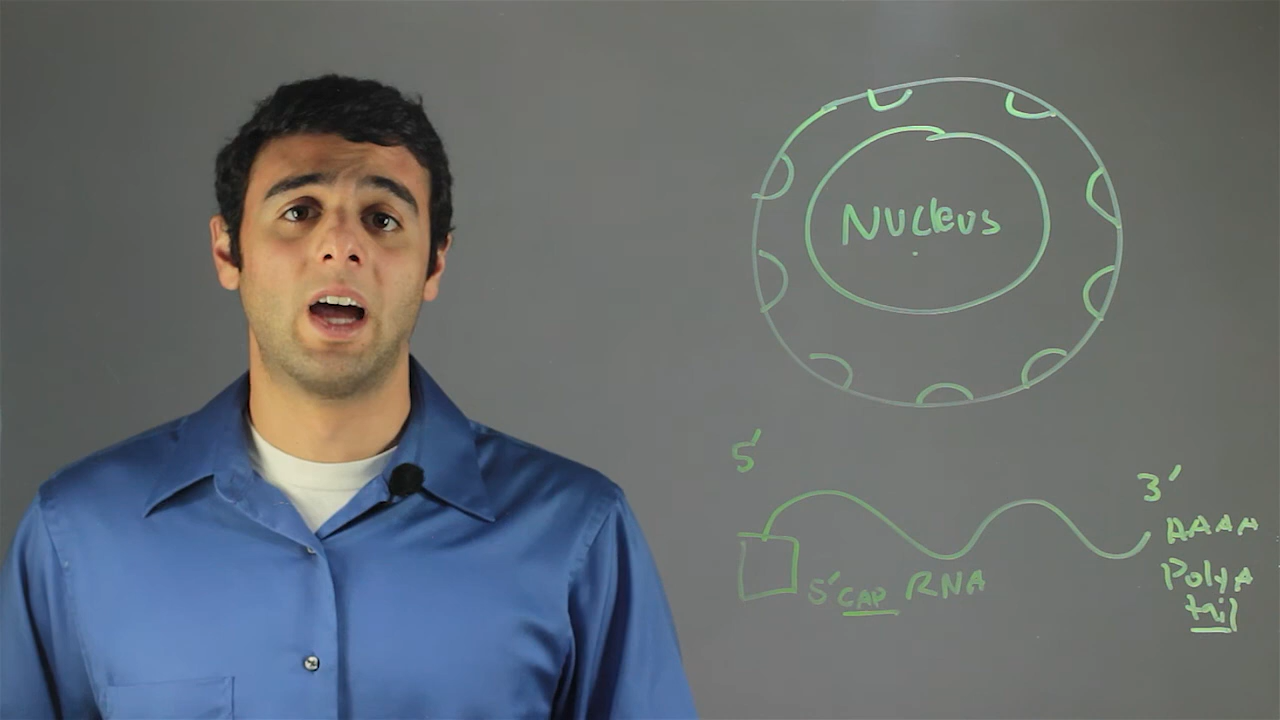 Nucleus
5'
3'
AAAA
5' CAP RNA
Poly A
tail